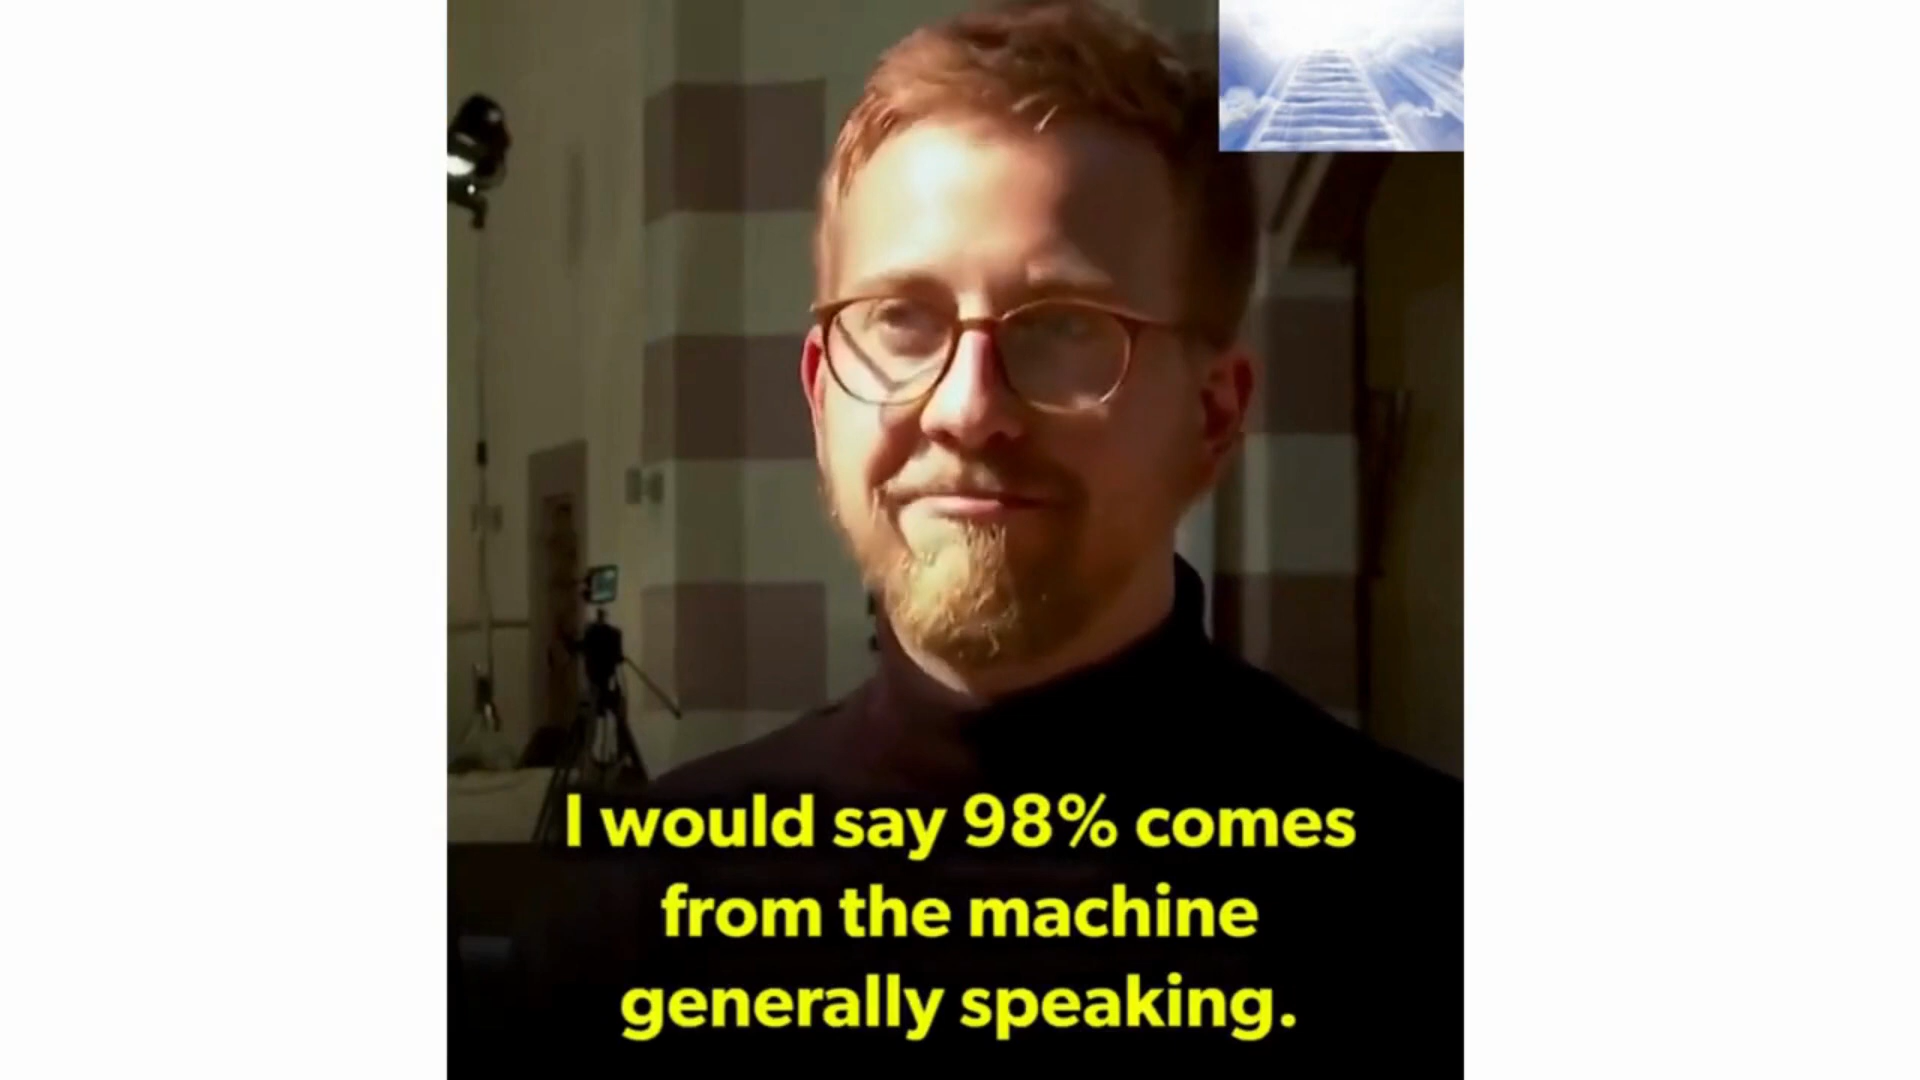 I would say 98% comes
from the machine
generally speaking.